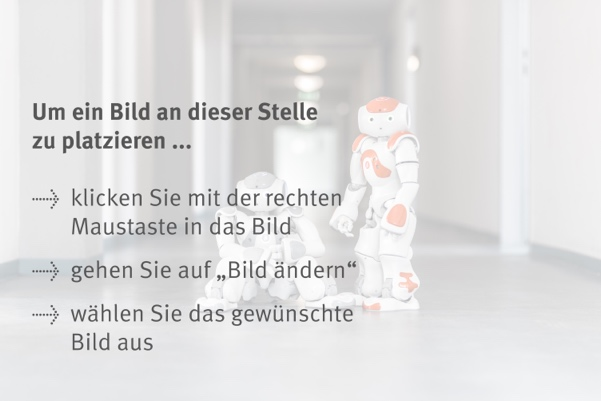 Um ein Bild an dieser Stelle
zu platzieren ...
klicken Sie mit der rechten
Maustaste in das Bild
gehen Sie auf „Bild ändern“
wählen Sie das gewünschte
Bild aus